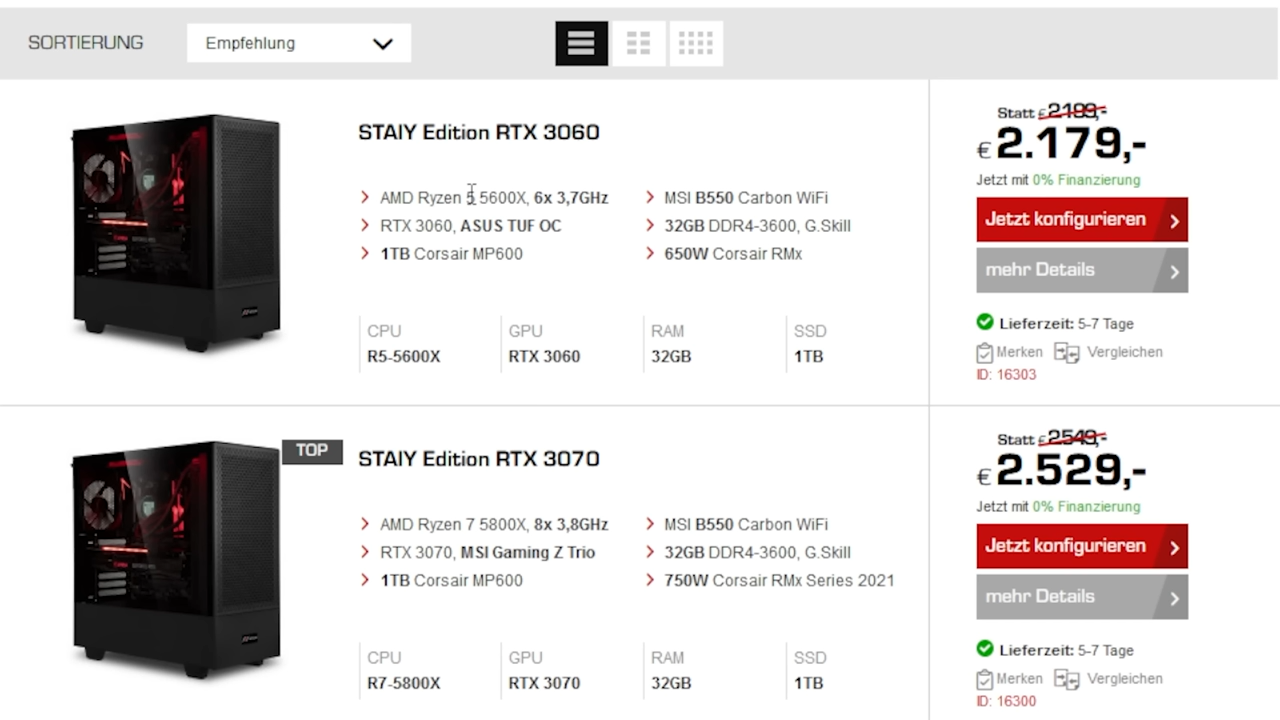 SORTIERUNG
Empfehlung
STAIY Edition RTX 3060
AMD Ryzen 5 5600X, 6x 3,7GHz
RTX 3060, ASUS TUF OC
1TB Corsair MP600
MSI B550 Carbon WiFi
32GB DDR4-3600, G.Skill
650W Corsair RMx
CPU
R5-5600X
GPU
RTX 3060
RAM
32GB
SSD
1TB
Statt € 2199,-
€ 2.179,-
Jetzt mit 0% Finanzierung
Jetzt konfigurieren
mehr Details
Lieferzeit: 5-7 Tage
Merken Vergleichen
ID: 16303
TOP
STAIY Edition RTX 3070
AMD Ryzen 7 5800X, 8x 3,8GHz
RTX 3070, MSI Gaming Z Trio
1TB Corsair MP600
MSI B550 Carbon WiFi
32GB DDR4-3600, G.Skill
750W Corsair RMx Series 2021
CPU
R7-5800X
GPU
RTX 3070
RAM
32GB
SSD
1TB
Statt € 2549,-
€ 2.529,-
Jetzt mit 0% Finanzierung
Jetzt konfigurieren
mehr Details
Lieferzeit: 5-7 Tage
Merken Vergleichen
ID: 16300